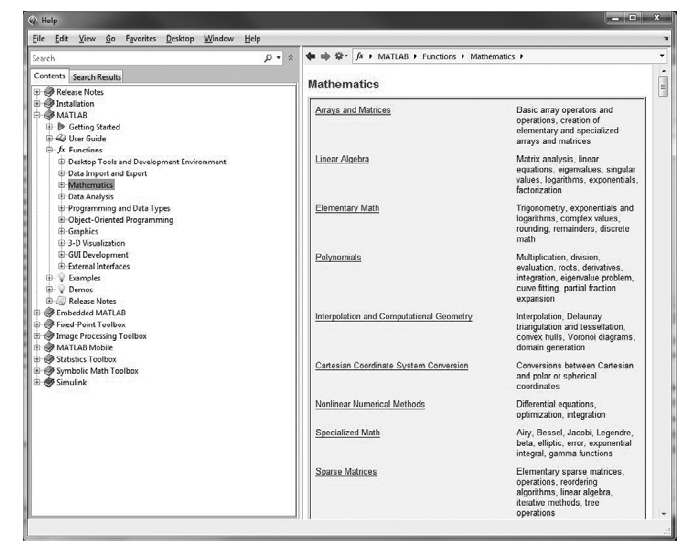 Help
File Edit View Go Favorites Desktop Window Help
Search
Contents Search Results
Release Notes
Installation
MATLAB
Getting Started
User Guide
fx Functions
Desktop Tools and Development Environment
Data Import and Export
Mathematics
Data Analysis
Programming and Data Types
Object-Oriented Programming
Graphics
3-D Visualization
GUI Development
External Interfaces
Examples
Demos
Release Notes
Embedded MATLAB
Fixed-Point Toolbox
Image Processing Toolbox
MATLAB Mobile
Statistics Toolbox
Symbolic Math Toolbox
Simulink
fx MATLAB Functions Mathematics
Mathematics
Arrays and Matrices
Basic array operators and
operations, creation of
elementary and specialized
arrays and matrices
Linear Algebra
Matrix analysis, linear
equations, eigenvalues, singular
values, logarithms, exponentials,
factorization
Elementary Math
Trigonometry, exponentials and
logarithms, complex values,
rounding, remainders, discrete
math
Polynomials
Multiplication, division,
evaluation, roots, derivatives,
integration, eigenvalue problem,
curve fitting, partial fraction
expansion
Interpolation and Computational Geometry
Interpolation, Delaunay
triangulation and tessellation,
convex hulls, Voronoi diagrams,
domain generation
Cartesian Coordinate System Conversion
Conversions between Cartesian
and polar or spherical
coordinates
Nonlinear Numerical Methods
Differential equations,
optimization, integration
Specialized Math
Airy, Bessel, Jacobi, Legendre,
beta, elliptic, error, exponential
integral, gamma functions
Sparse Matrices
Elementary sparse matrices,
operations, reordering
algorithms, linear algebra,
iterative methods, tree
operations